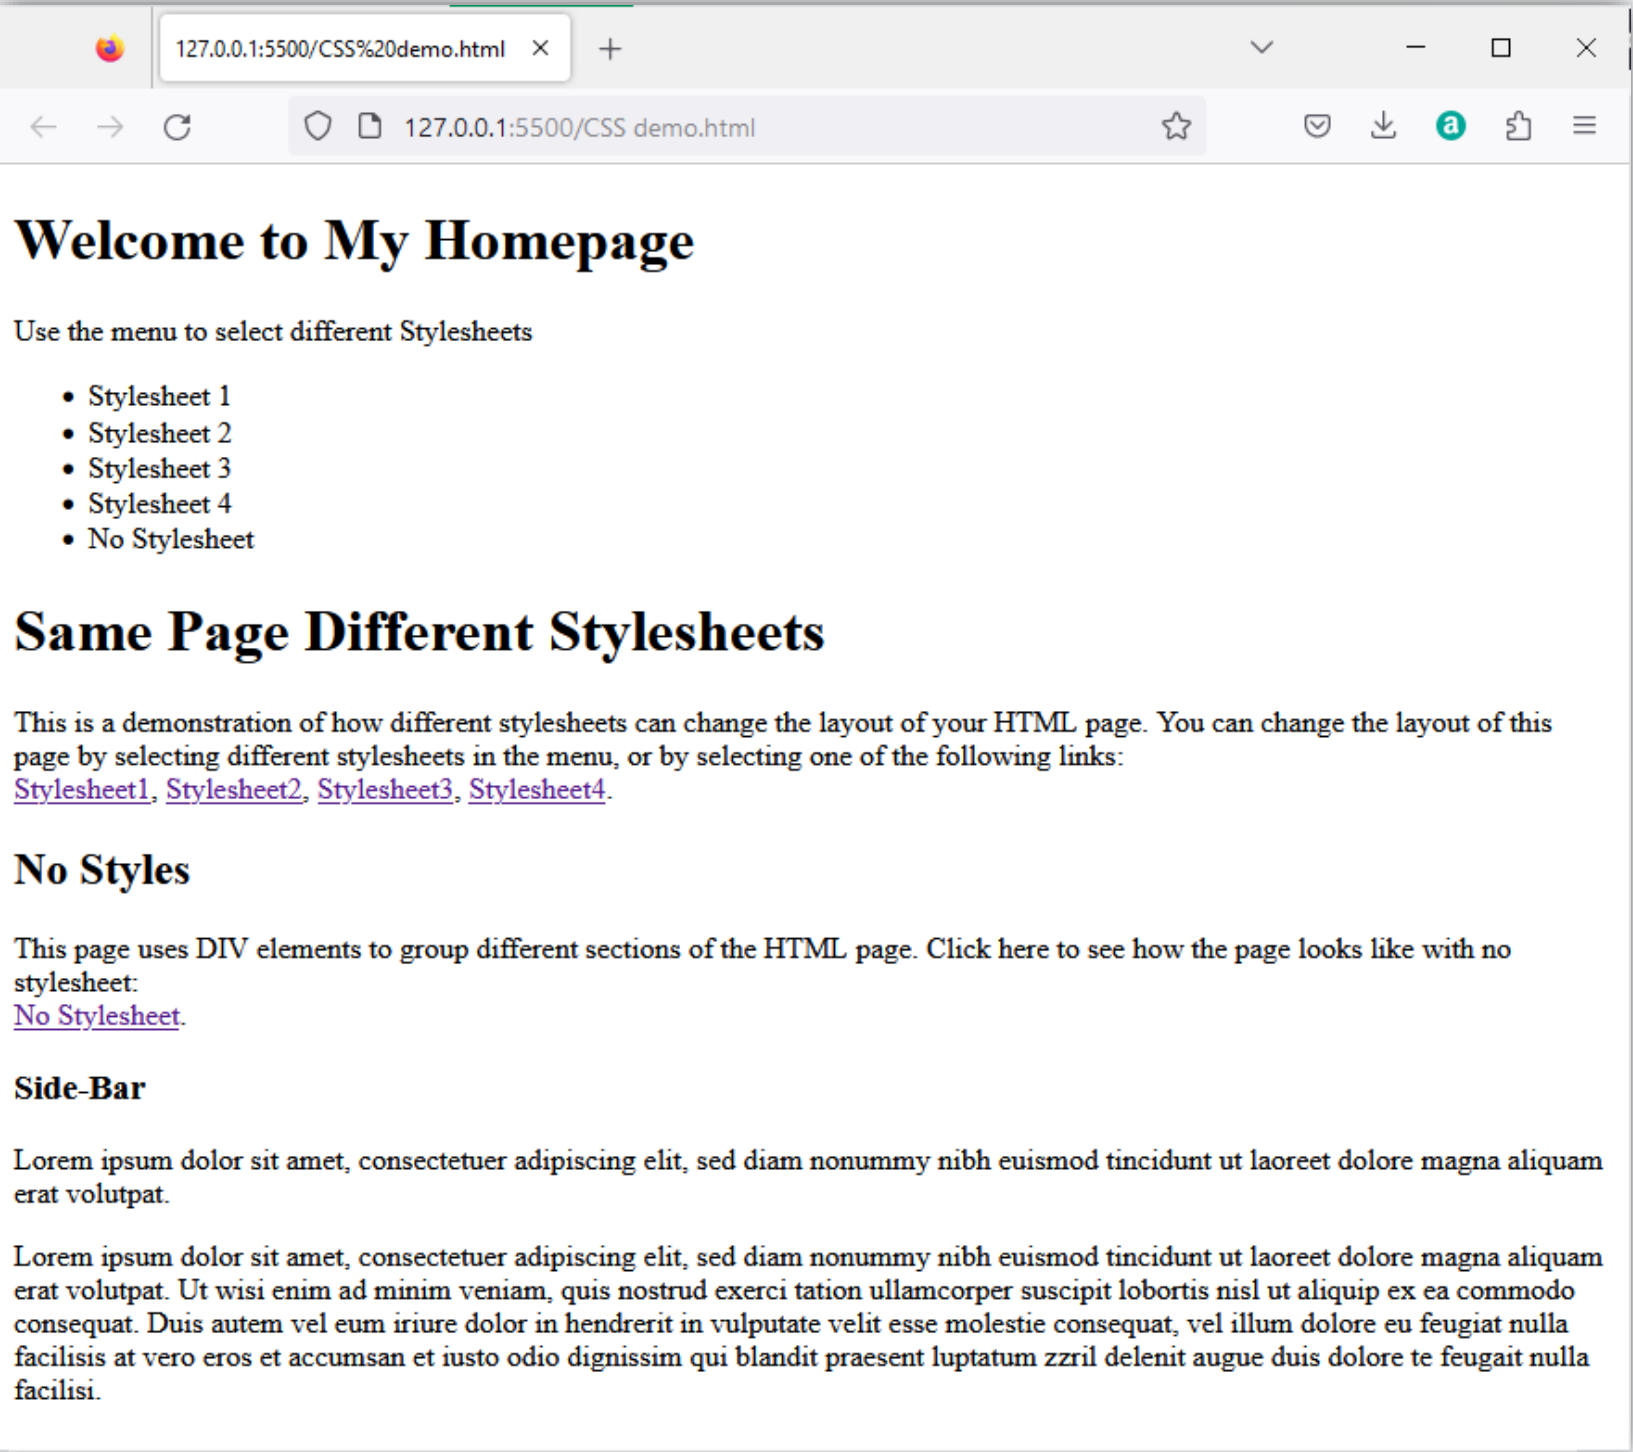 127.0.0.1:5500/CSS%20demo.html
127.0.0.1:5500/CSS demo.html
a
Welcome to My Homepage
Use the menu to select different Stylesheets
Stylesheet 1
Stylesheet 2
Stylesheet 3
Stylesheet 4
No Stylesheet
Same Page Different Stylesheets
This is a demonstration of how different stylesheets can change the layout of your HTML page. You can change the layout of this
page by selecting different stylesheets in the menu, or by selecting one of the following links:
Stylesheet1, Stylesheet2, Stylesheet3, Stylesheet4.
No Styles
This page uses DIV elements to group different sections of the HTML page. Click here to see how the page looks like with no
stylesheet:
No Stylesheet.
Side-Bar
Lorem ipsum dolor sit amet, consectetuer adipiscing elit, sed diam nonummy nibh euismod tincidunt ut laoreet dolore magna aliquam
erat volutpat.
Lorem ipsum dolor sit amet, consectetuer adipiscing elit, sed diam nonummy nibh euismod tincidunt ut laoreet dolore magna aliquam
erat volutpat. Ut wisi enim ad minim veniam, quis nostrud exerci tation ullamcorper suscipit lobortis nisl ut aliquip ex ea commodo
consequat. Duis autem vel eum iriure dolor in hendrerit in vulputate velit esse molestie consequat, vel illum dolore eu feugiat nulla
facilisis at vero eros et accumsan et iusto odio dignissim qui blandit praesent luptatum zzril delenit augue duis dolore te feugait nulla
facilisi.